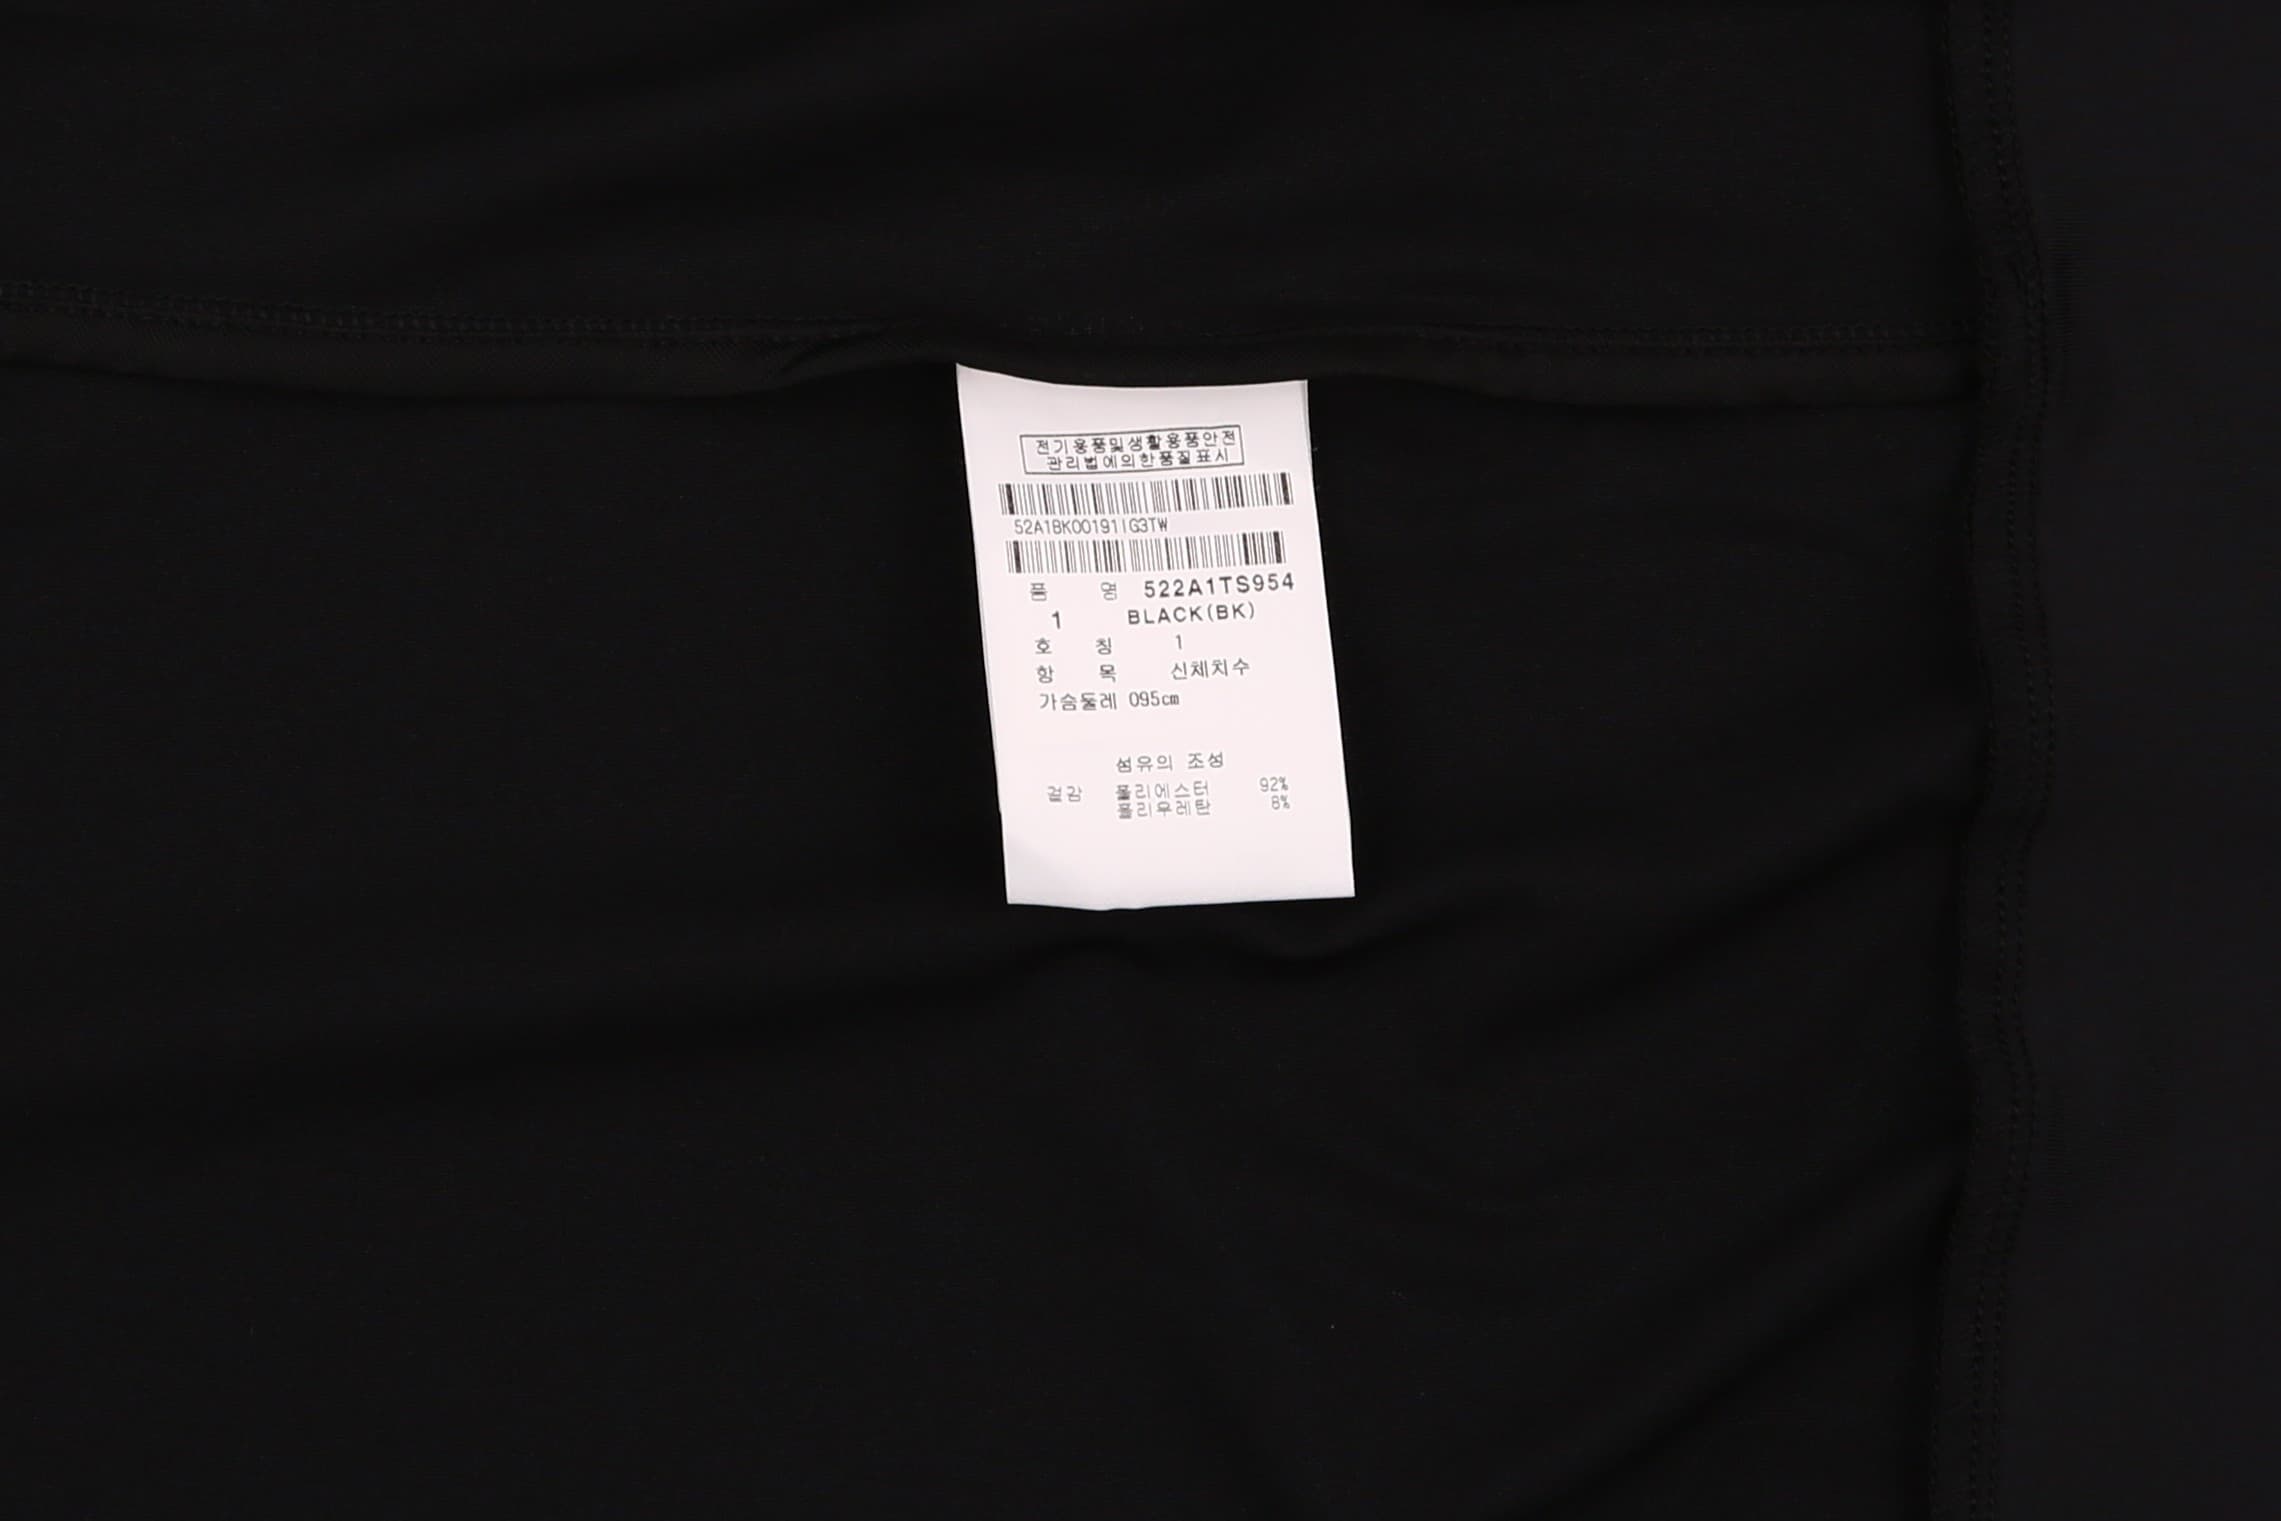 전기용품및생활용품안전
관리법에의한품질표시
52A1BK00191IG3TW
품 명 522A1TS954
1 BLACK(BK)
호 칭 1
항 목 신체치수
가슴둘레 095cm
섬유의 조성
겉감 폴리에스터 92%
폴리우레탄 8%